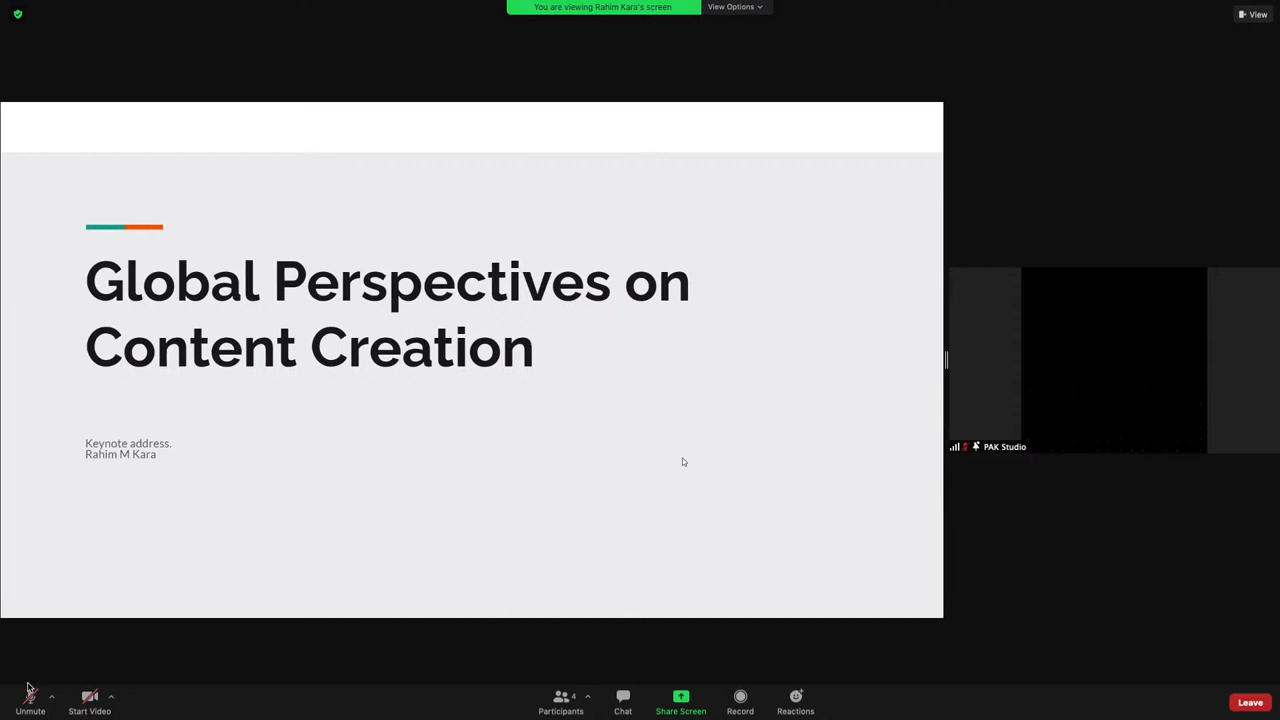 You are viewing Rahim Kara's screen
View Options
View
Global Perspectives on
Content Creation
Keynote address.
Rahim M Kara
PAK Studio
Unmute
Start Video
4
Participants
Chat
Share Screen
Record
Reactions
Leave